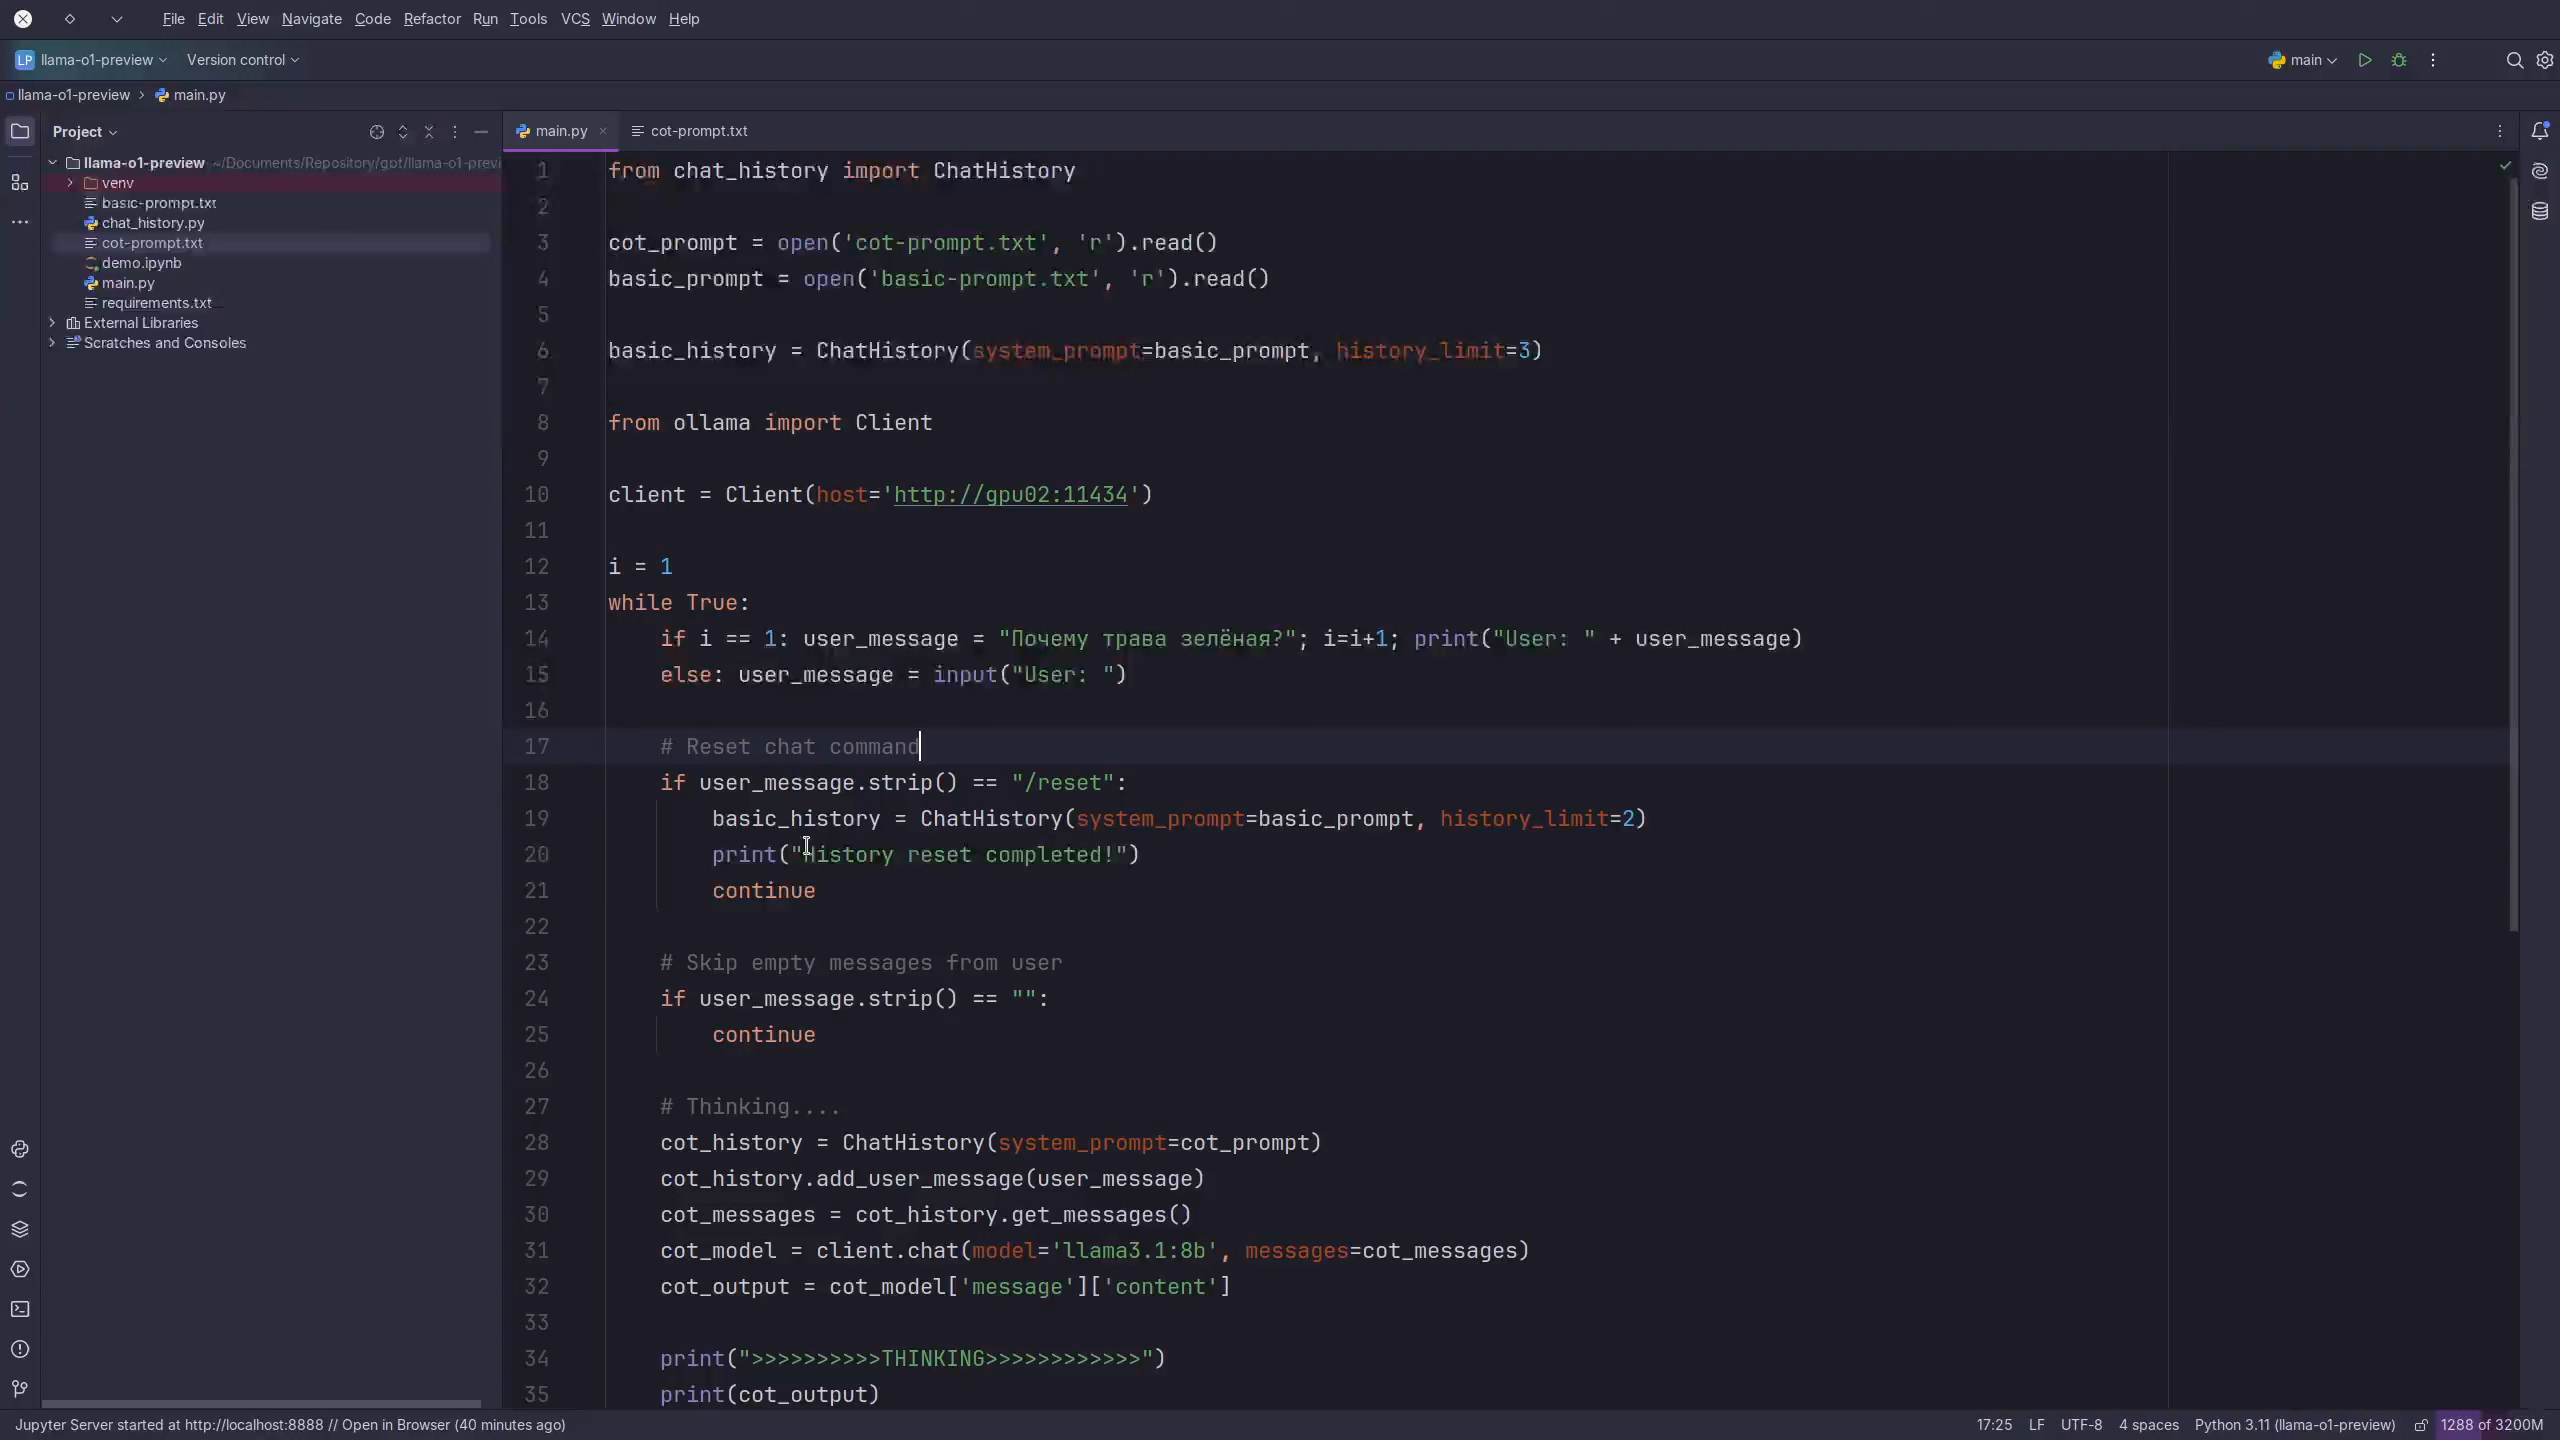 File Edit View Navigate Code Refactor Run Tools VCS Window Help
LP llama-o1-preview Version control main
llama-o1-preview main.py
Project
llama-o1-preview ~/Documents/Repository/gpt/llama-o1-previ
venv
basic-prompt.txt
chat_history.py
cot-prompt.txt
demo.ipynb
main.py
requirements.txt
External Libraries
Scratches and Consoles
main.py cot-prompt.txt
1 from chat_history import ChatHistory
2
3 cot_prompt = open('cot-prompt.txt', 'r').read()
4 basic_prompt = open('basic-prompt.txt', 'r').read()
5
6 basic_history = ChatHistory(system_prompt=basic_prompt, history_limit=3)
7
8 from ollama import Client
9
10 client = Client(host='http://gpu02:11434')
11
12 i = 1
13 while True:
14 if i == 1: user_message = "Почему трава зелёная?"; i=i+1; print("User: " + user_message)
15 else: user_message = input("User: ")
16
17 # Reset chat command
18 if user_message.strip() == "/reset":
19 basic_history = ChatHistory(system_prompt=basic_prompt, history_limit=2)
20 print("History reset completed!")
21 continue
22
23 # Skip empty messages from user
24 if user_message.strip() == "":
25 continue
26
27 # Thinking....
28 cot_history = ChatHistory(system_prompt=cot_prompt)
29 cot_history.add_user_message(user_message)
30 cot_messages = cot_history.get_messages()
31 cot_model = client.chat(model='llama3.1:8b', messages=cot_messages)
32 cot_output = cot_model['message']['content']
33
34 print(">>>>>>>>>>THINKING>>>>>>>>>>>>")
35 print(cot_output)
Jupyter Server started at http://localhost:8888 // Open in Browser (40 minutes ago) 17:25 LF UTF-8 4 spaces Python 3.11 (llama-o1-preview) 1288 of 3200M